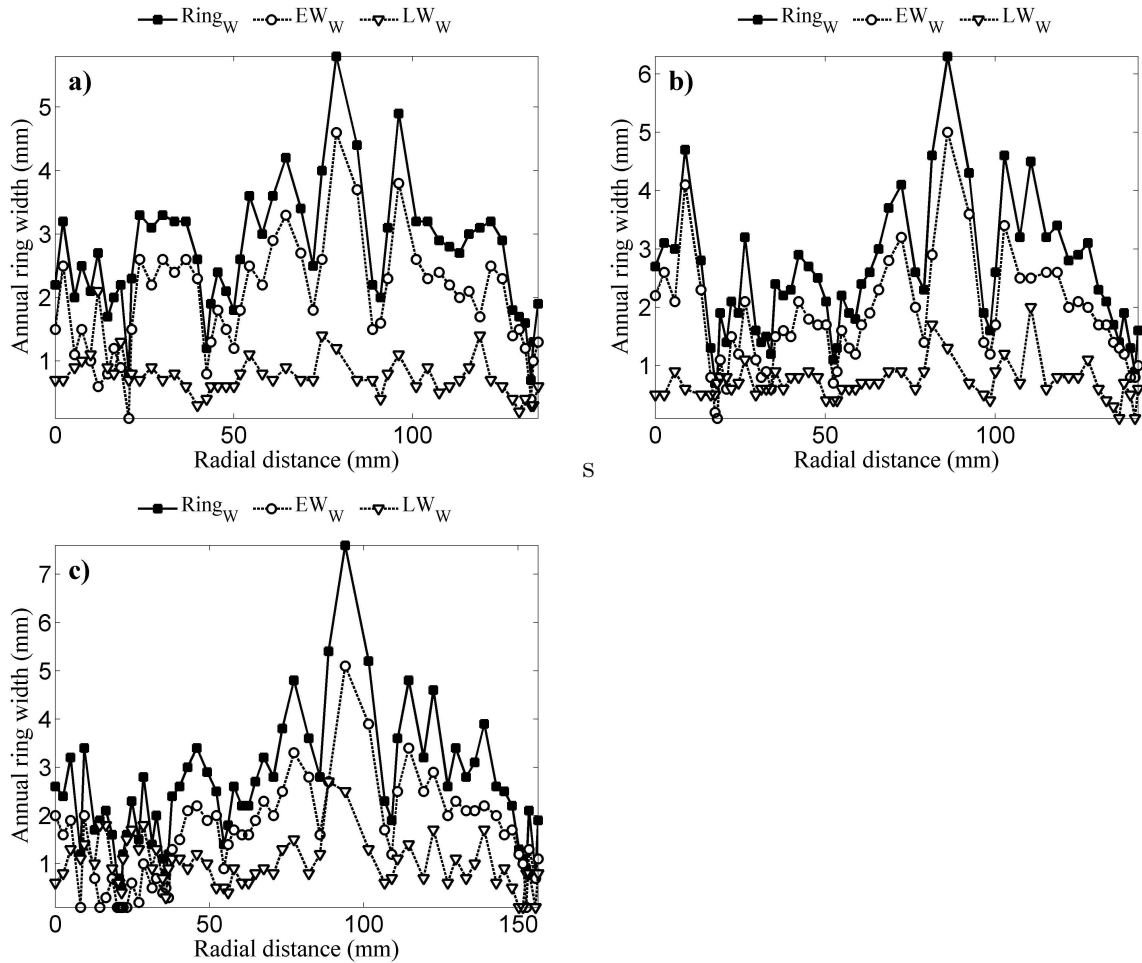 Ring_W EW_W LW_W
a)
Annual ring width (mm)
5
4
3
2
1
0 50 100
Radial distance (mm)
Ring_W EW_W LW_W
b)
Annual ring width (mm)
6
5
4
3
2
1
0 50 100
Radial distance (mm)
s
Ring_W EW_W LW_W
c)
Annual ring width (mm)
7
6
5
4
3
2
1
0 50 100 150
Radial distance (mm)